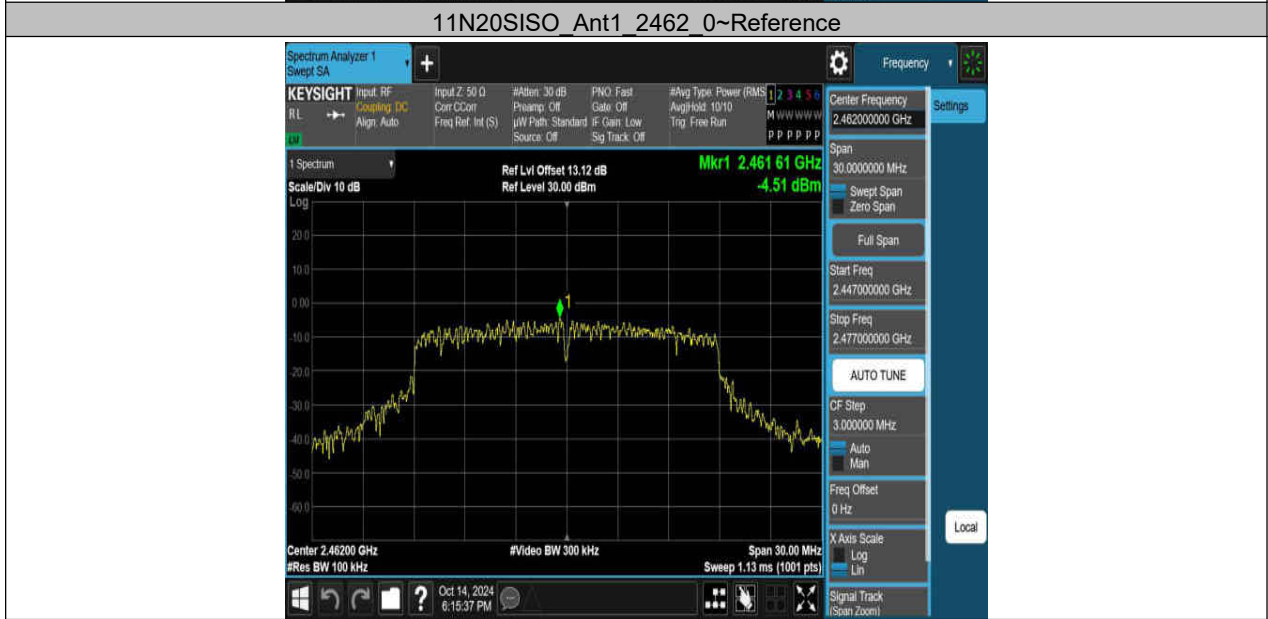 11N20SISO_Ant1_2462_0~Reference
Spectrum Analyzer 1
Swept SA
+
Frequency
KEYSIGHT
RL
Input: RF
Coupling: DC
Align: Auto
Input Z: 50 Ω
Corr CCorr
Freq Ref: Int (S)
#Atten: 30 dB
Preamp: Off
µW Path: Standard
Source: Off
PNO: Fast
Gate: Off
IF Gain: Low
Sig Track: Off
#Avg Type: Power (RMS
Avg|Hold: 10/10
Trig: Free Run
1 2 3 4 5 6
M W W W W W
P P P P P P
Center Frequency
2.462000000 GHz
Settings
Span
30.0000000 MHz
Swept Span
Zero Span
Full Span
Start Freq
2.447000000 GHz
Stop Freq
2.477000000 GHz
AUTO TUNE
CF Step
3.000000 MHz
Auto
Man
Freq Offset
0 Hz
X Axis Scale
Log
Lin
Signal Track
(Span Zoom)
Local
1 Spectrum
Scale/Div 10 dB
Log
Ref Lvl Offset 13.12 dB
Ref Level 30.00 dBm
Mkr1 2.461 61 GHz
-4.51 dBm
20.0
10.0
0.00
-10.0
-20.0
-30.0
-40.0
-50.0
-60.0
1
Center 2.46200 GHz
#Res BW 100 kHz
#Video BW 300 kHz
Span 30.00 MHz
Sweep 1.13 ms (1001 pts)
?
Oct 14, 2024
6:15:37 PM